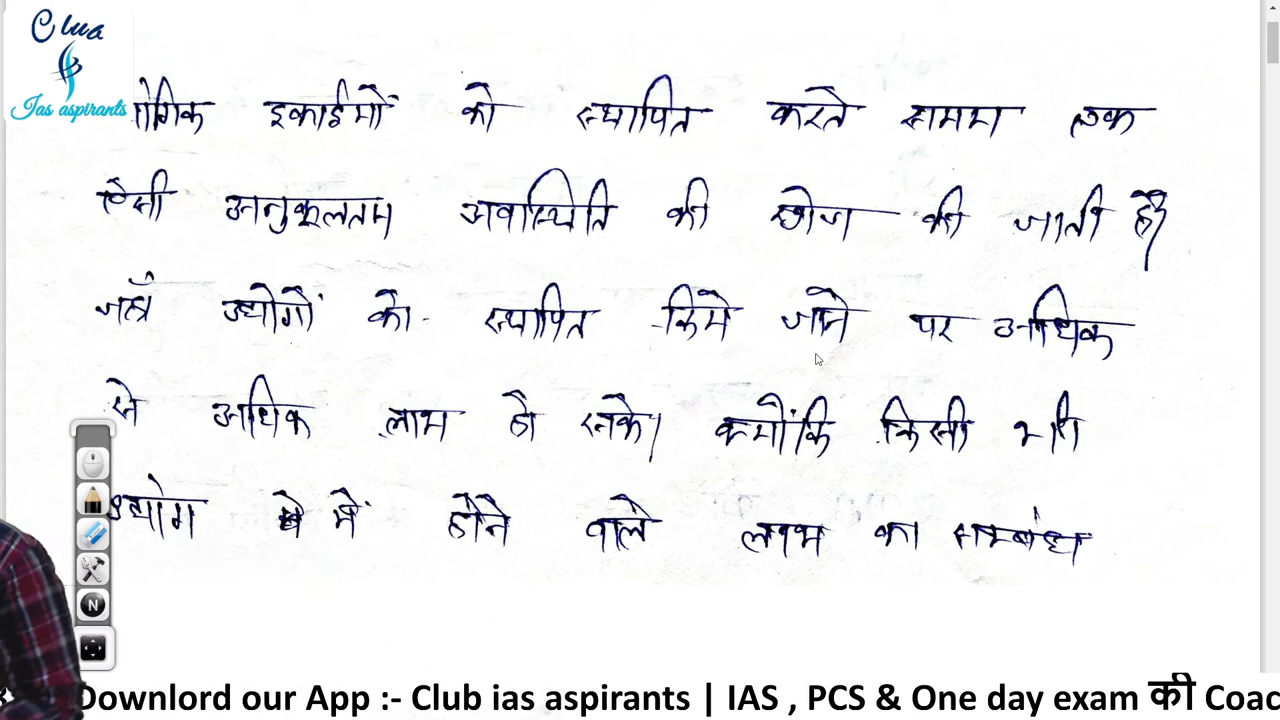 Clua
Ias aspirants
ोगिक इकाईयों को स्थापित करते समय एक
ऐसी अनुकूलतम अवस्थिति की खोज की जाती है
जहाँ उद्योगों को स्थापित किये जाने पर अधिक
से अधिक लाभ हो सके। क्योंकि किसी भी
उद्योग में होने वाले लाभ का सम्बंध
N
Downlord our App :- Club ias aspirants | IAS , PCS & One day exam की Coac